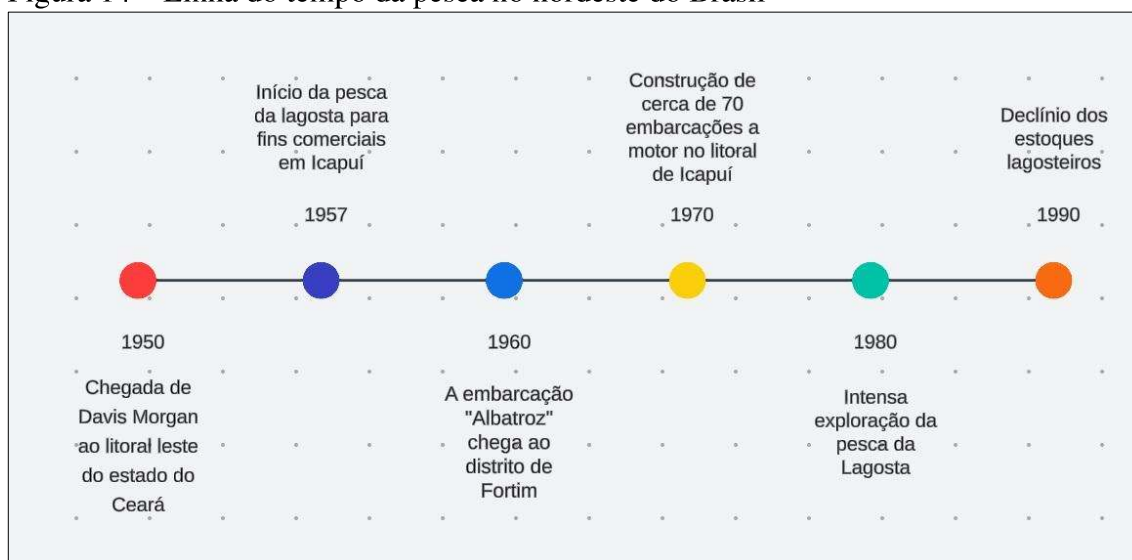 Figura 14 – Linha do tempo da pesca no nordeste do Brasil
Início da pesca
da lagosta para
fins comerciais
em Icapuí
1957
Construção de
cerca de 70
embarcações a
motor no litoral
de Icapuí
1970
Declínio dos
estoques
lagosteiros
1990
1950
Chegada de
Davis Morgan
ao litoral leste
do estado do
Ceará
1960
A embarcação
"Albatroz"
chega ao
distrito de
Fortim
1980
Intensa
exploração da
pesca da
Lagosta